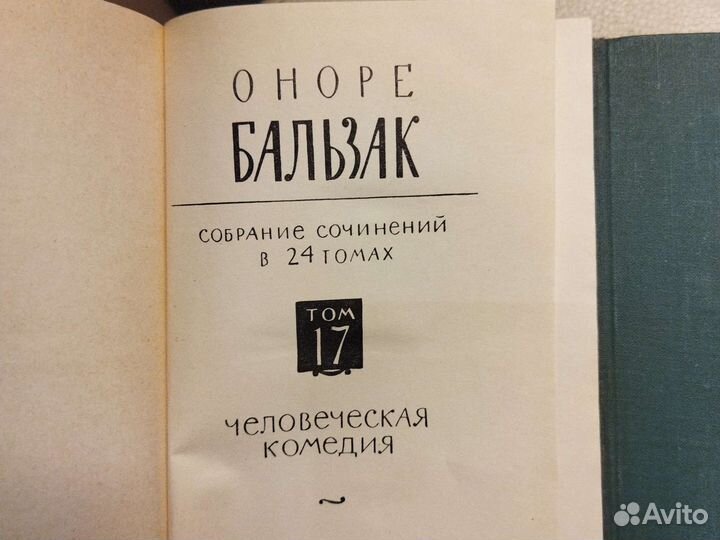 ОНОРЕ
БАЛЬЗАК
СОБРАНИЕ СОЧИНЕНИЙ
В 24 ТОМАХ
ТОМ
17
ЧЕЛОВЕЧЕСКАЯ
КОМЕДИЯ
~
Avito